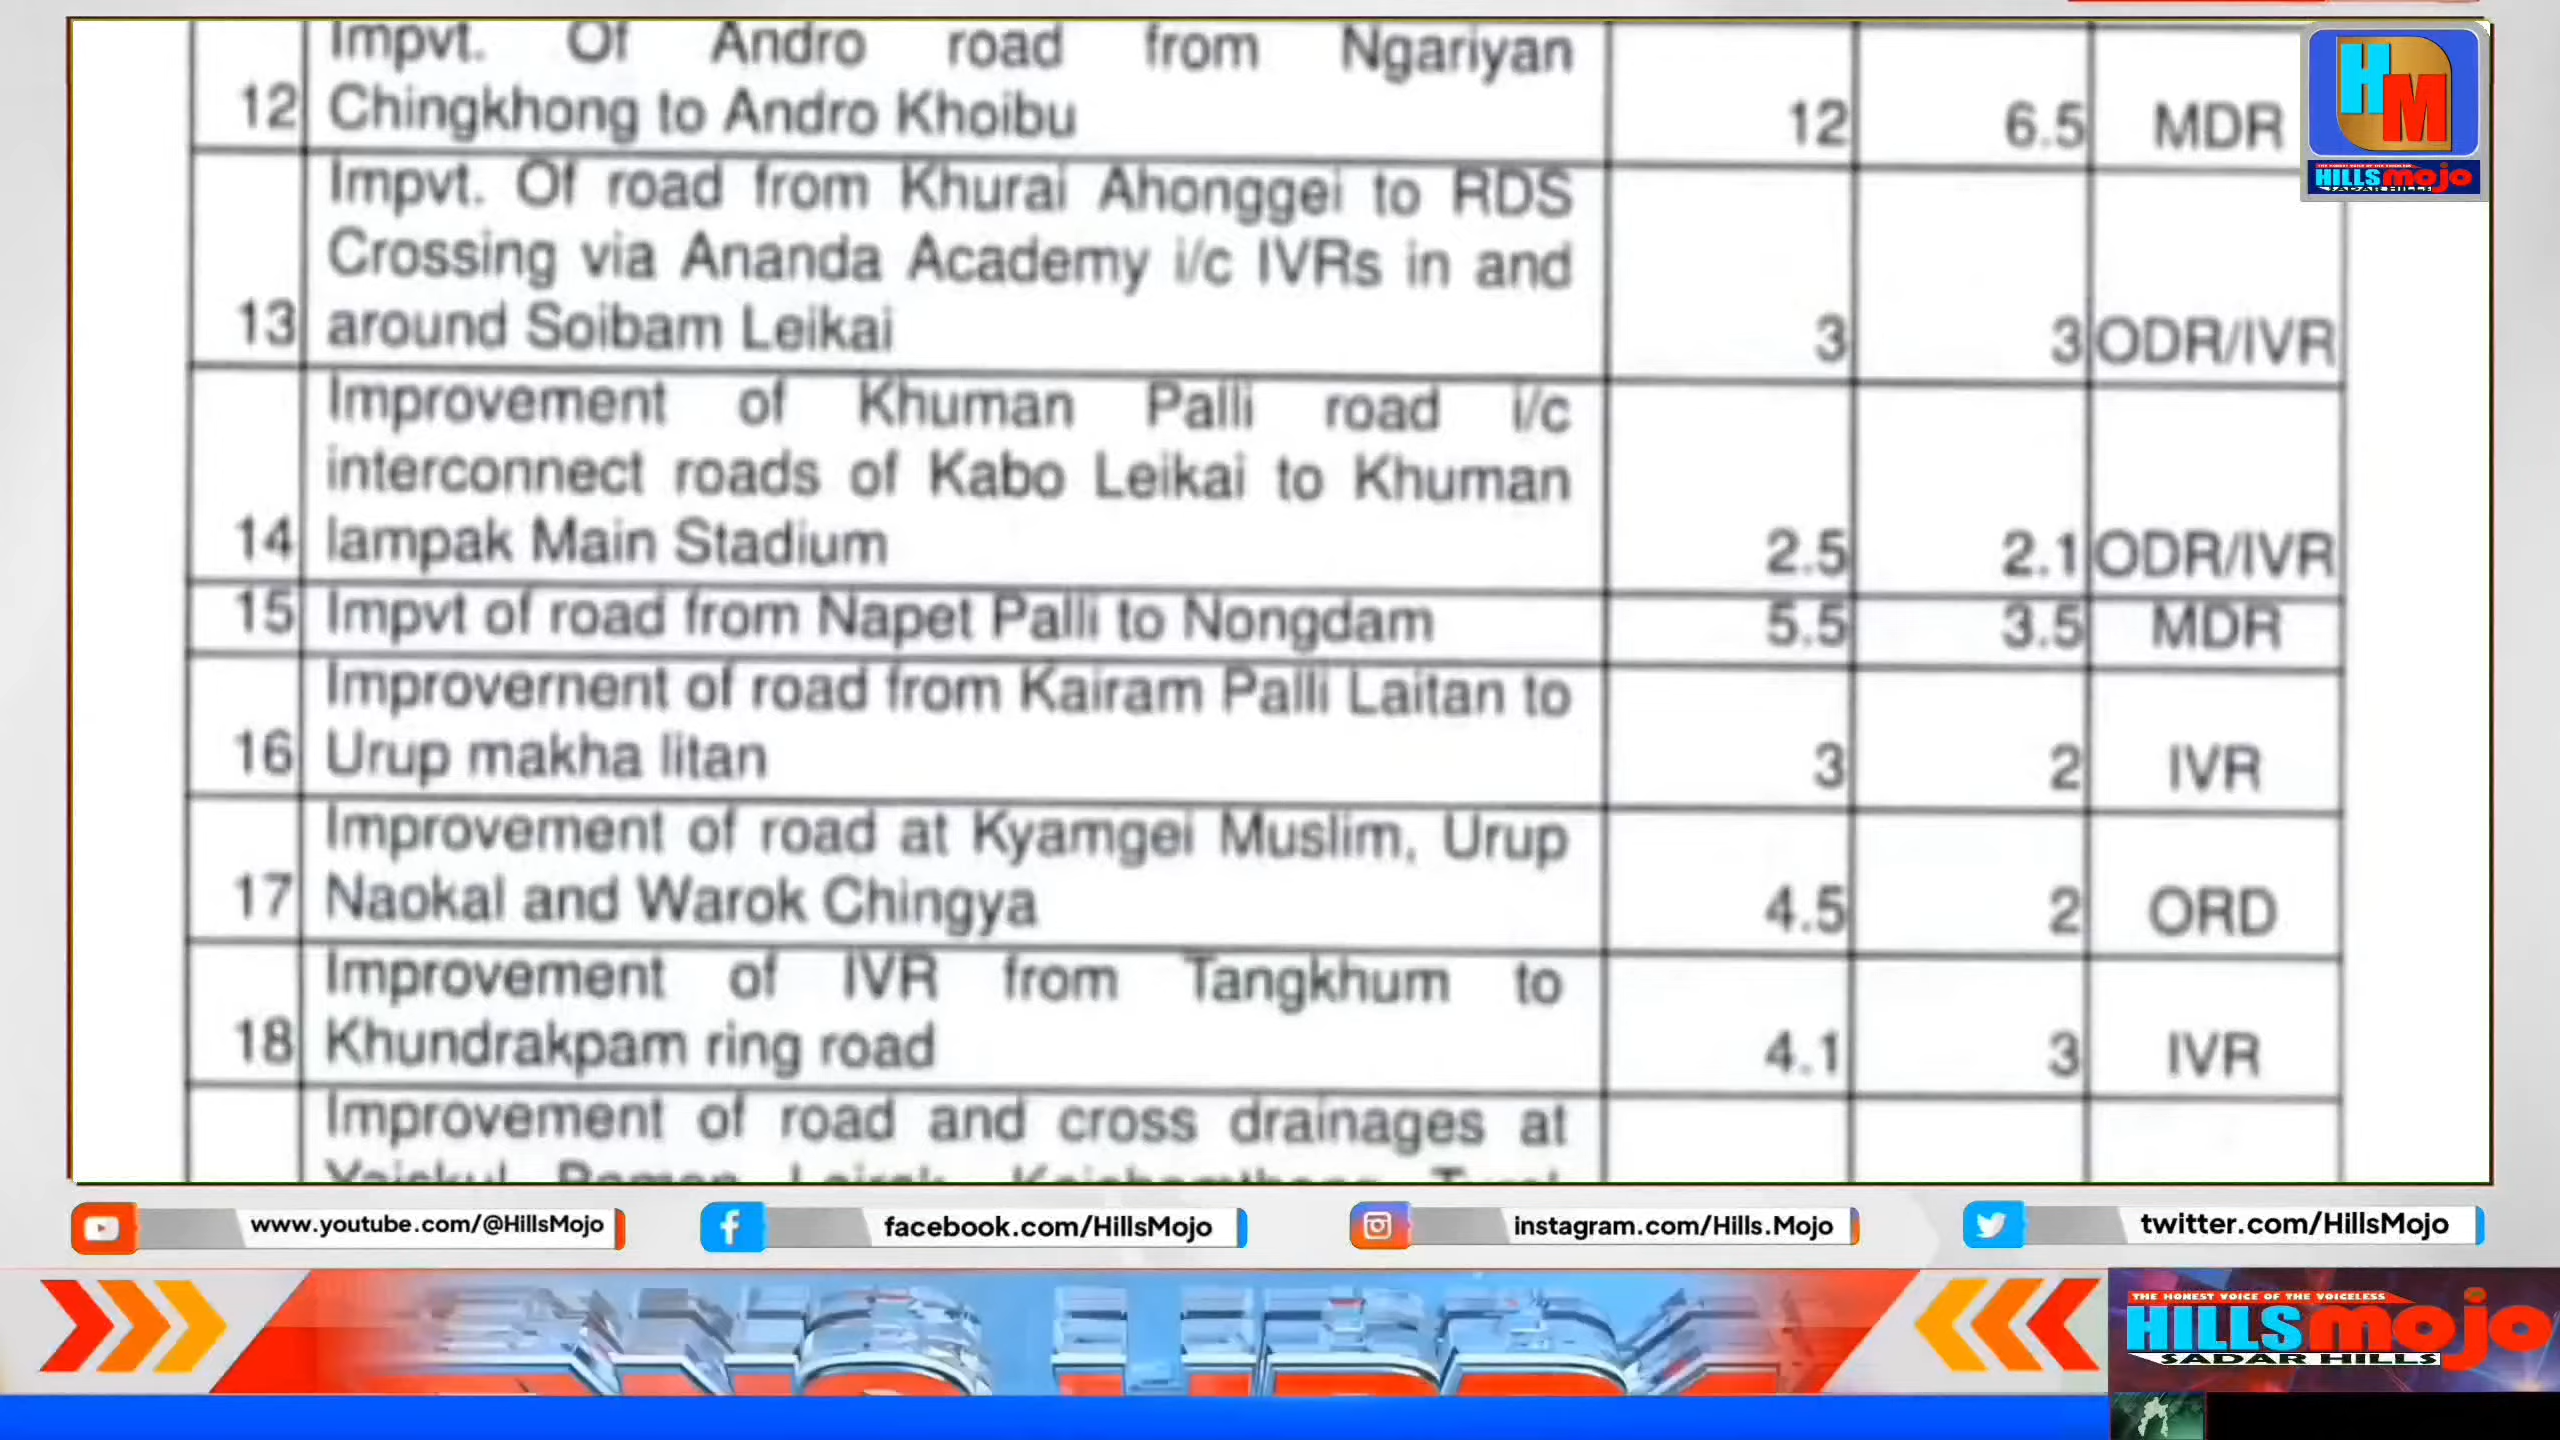 Impvt. Of Andro road from Ngariyan
12 Chingkhong to Andro Khoibu 12 6.5 MDR
Impvt. Of road from Khurai Ahonggei to RDS
Crossing via Ananda Academy i/c IVRs in and
13 around Soibam Leikai 3 3 ODR/IVR
Improvement of Khuman Palli road i/c
interconnect roads of Kabo Leikai to Khuman
14 lampak Main Stadium 2.5 2.1 ODR/IVR
15 Impvt of road from Napet Palli to Nongdam 5.5 3.5 MDR
Improvernent of road from Kairam Palli Laitan to
16 Urup makha litan 3 2 IVR
Improvement of road at Kyamgei Muslim, Urup
17 Naokal and Warok Chingya 4.5 2 ORD
Improvement of IVR from Tangkhum to
18 Khundrakpam ring road 4.1 3 IVR
Improvement of road and cross drainages at
HM
HILLSmojo
www.youtube.com/@HillsMojo
facebook.com/HillsMojo
instagram.com/Hills.Mojo
twitter.com/HillsMojo
THE HONEST VOICE OF THE VOICELESS
HILLSmojo
SADAR HILLS